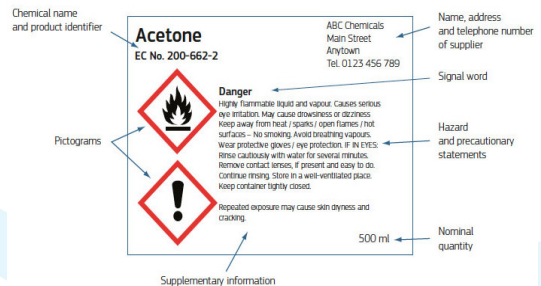 Chemical name
and product identifier
Acetone
EC No. 200-662-2
ABC Chemicals
Main Street
Anytown
Tel. 0123 456 789
Name, address
and telephone number
of supplier
Signal word
Danger
Highly flammable liquid and vapour. Causes serious
eye irritation. May cause drowsiness or dizziness
Keep away from heat / sparks / open flames / hot
surfaces – No smoking. Avoid breathing vapours.
Wear protective gloves / eye protection. IF IN EYES:
Rinse cautiously with water for several minutes.
Remove contact lenses, if present and easy to do.
Continue rinsing. Store in a well-ventilated place.
Keep container tightly closed.
Pictograms
Hazard
and precautionary
statements
Repeated exposure may cause skin dryness and
cracking.
500 ml
Nominal
quantity
Supplementary information